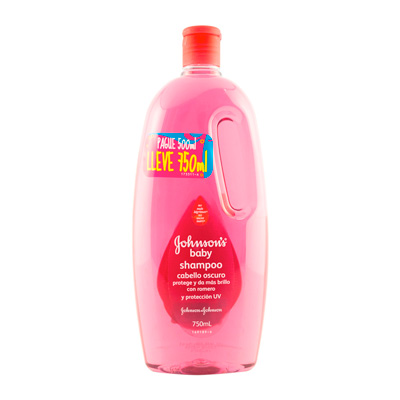 PAGUE 500ml
LLEVE 750ml
Johnson's
baby
shampoo
cabello oscuro
protege y da más brillo
con romero
y protección UV
Johnson & Johnson
750mL